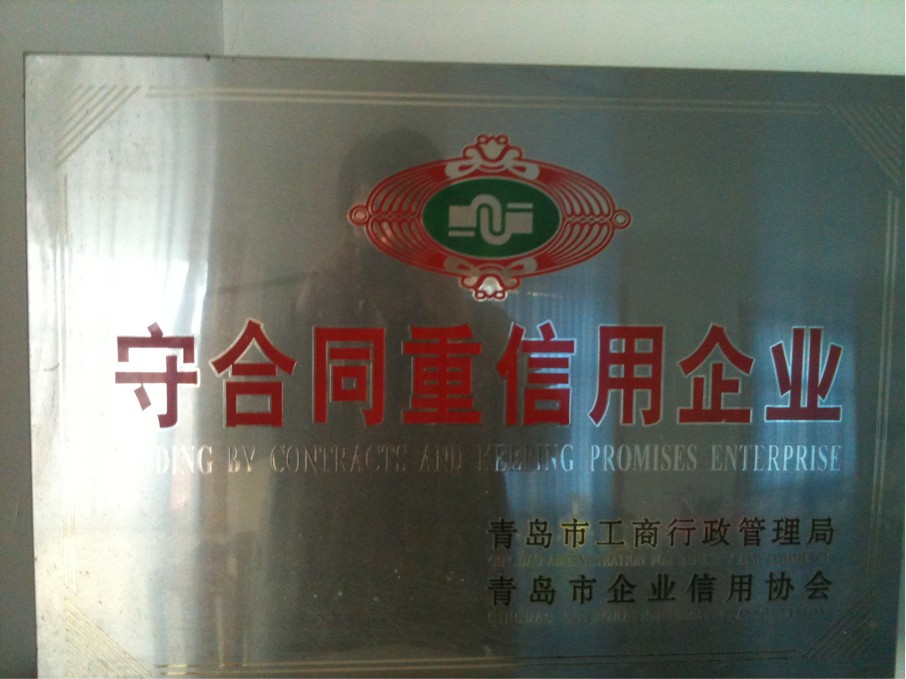 守合同重信用企业
BY CONTRACTS AND KEEPING PROMISES ENTERPRISE
青岛市工商行政管理局
青岛市企业信用协会